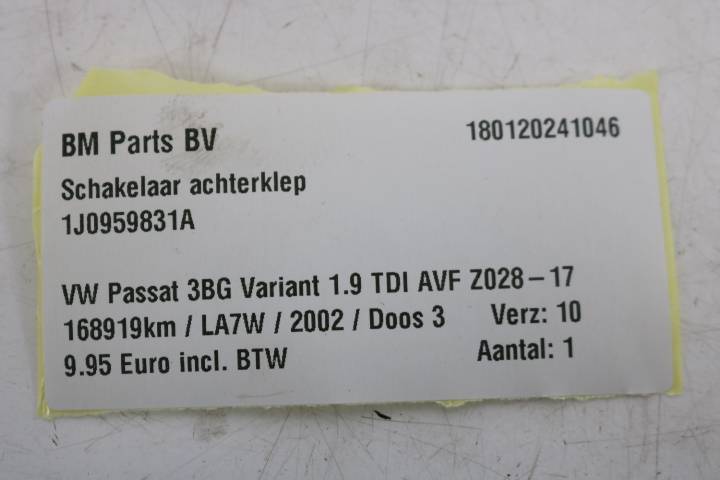 BM Parts BV 180120241046
Schakelaar achterklep
1J0959831A
VW Passat 3BG Variant 1.9 TDI AVF Z028-17
168919km / LA7W / 2002 / Doos 3 Verz: 10
9.95 Euro incl. BTW Aantal: 1